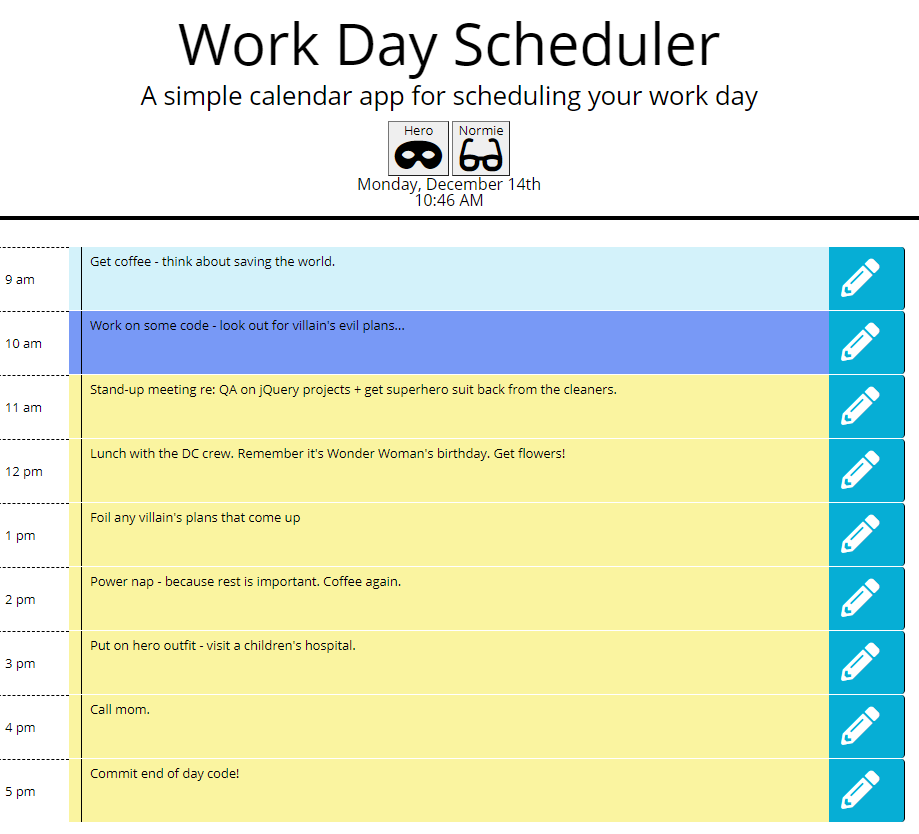 Work Day Scheduler
A simple calendar app for scheduling your work day
Hero Normie
Monday, December 14th
10:46 AM
9 am Get coffee - think about saving the world.
10 am Work on some code - look out for villain's evil plans...
11 am Stand-up meeting re: QA on jQuery projects + get superhero suit back from the cleaners.
12 pm Lunch with the DC crew. Remember it's Wonder Woman's birthday. Get flowers!
1 pm Foil any villain's plans that come up
2 pm Power nap - because rest is important. Coffee again.
3 pm Put on hero outfit - visit a children's hospital.
4 pm Call mom.
5 pm Commit end of day code!